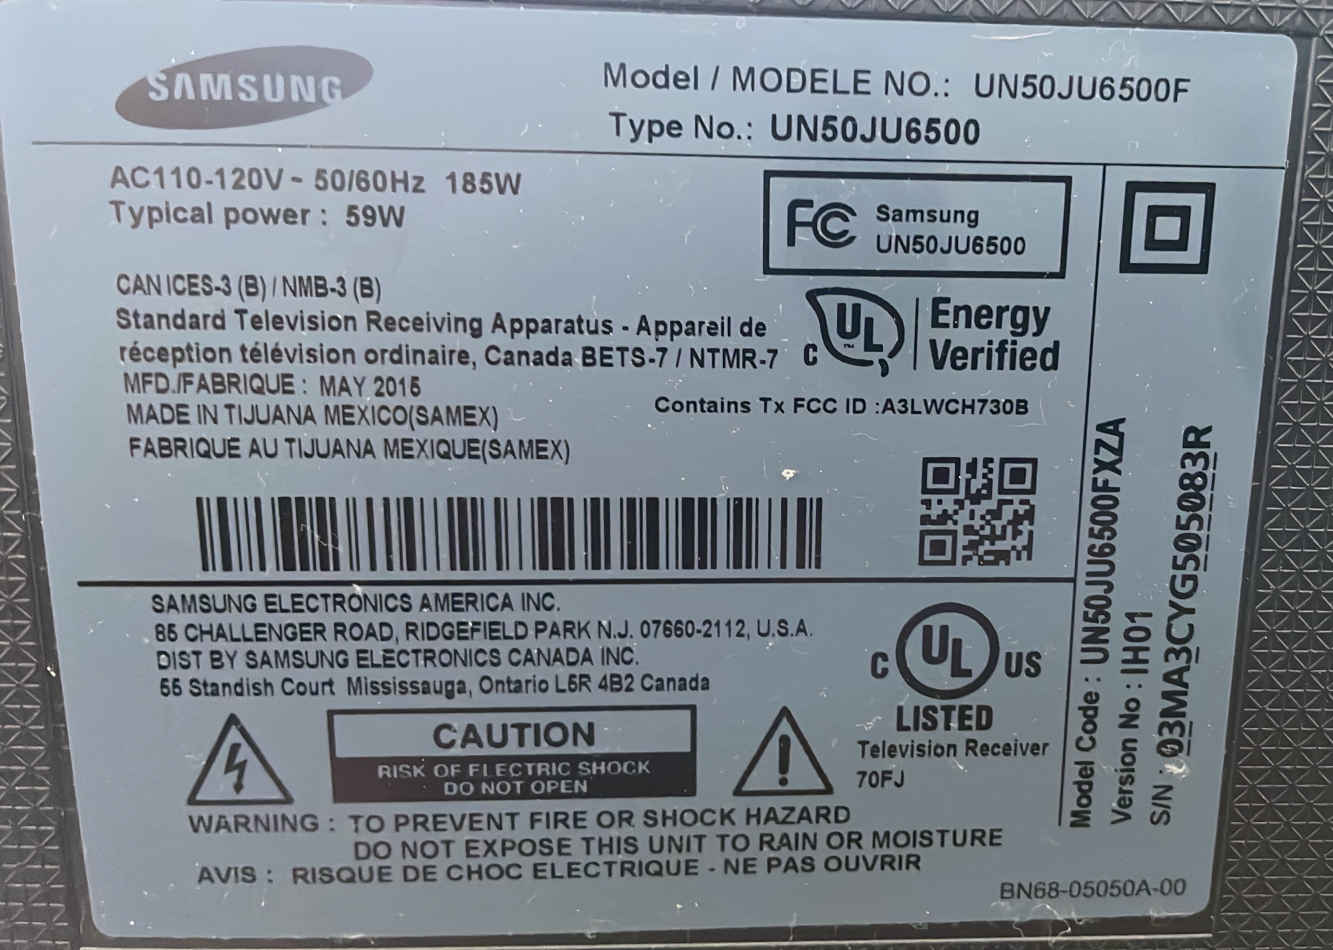 SAMSUNG
Model / MODELE NO.: UN50JU6500F
Type No.: UN50JU6500
AC110-120V ~ 50/60Hz 185W
Typical power : 59W
FC Samsung
UN50JU6500
CAN ICES-3 (B) / NMB-3 (B)
Standard Television Receiving Apparatus - Appareil de
réception télévision ordinaire, Canada BETS-7 / NTMR-7
C UL ™ Energy
Verified
MFD./FABRIQUE : MAY 2015
MADE IN TIJUANA MEXICO(SAMEX)
FABRIQUE AU TIJUANA MEXIQUE(SAMEX)
Contains Tx FCC ID :A3LWCH730B
SAMSUNG ELECTRONICS AMERICA INC.
85 CHALLENGER ROAD, RIDGEFIELD PARK N.J. 07660-2112, U.S.A.
DIST BY SAMSUNG ELECTRONICS CANADA INC.
55 Standish Court Mississauga, Ontario L5R 4B2 Canada
C UL US
LISTED
Television Receiver
70FJ
CAUTION
RISK OF ELECTRIC SHOCK
DO NOT OPEN
WARNING : TO PREVENT FIRE OR SHOCK HAZARD
DO NOT EXPOSE THIS UNIT TO RAIN OR MOISTURE
AVIS : RISQUE DE CHOC ELECTRIQUE - NE PAS OUVRIR
BN68-05050A-00
Model Code : UN50JU6500FXZA
Version No : IH01
S/N : 03MA3CYG505083R